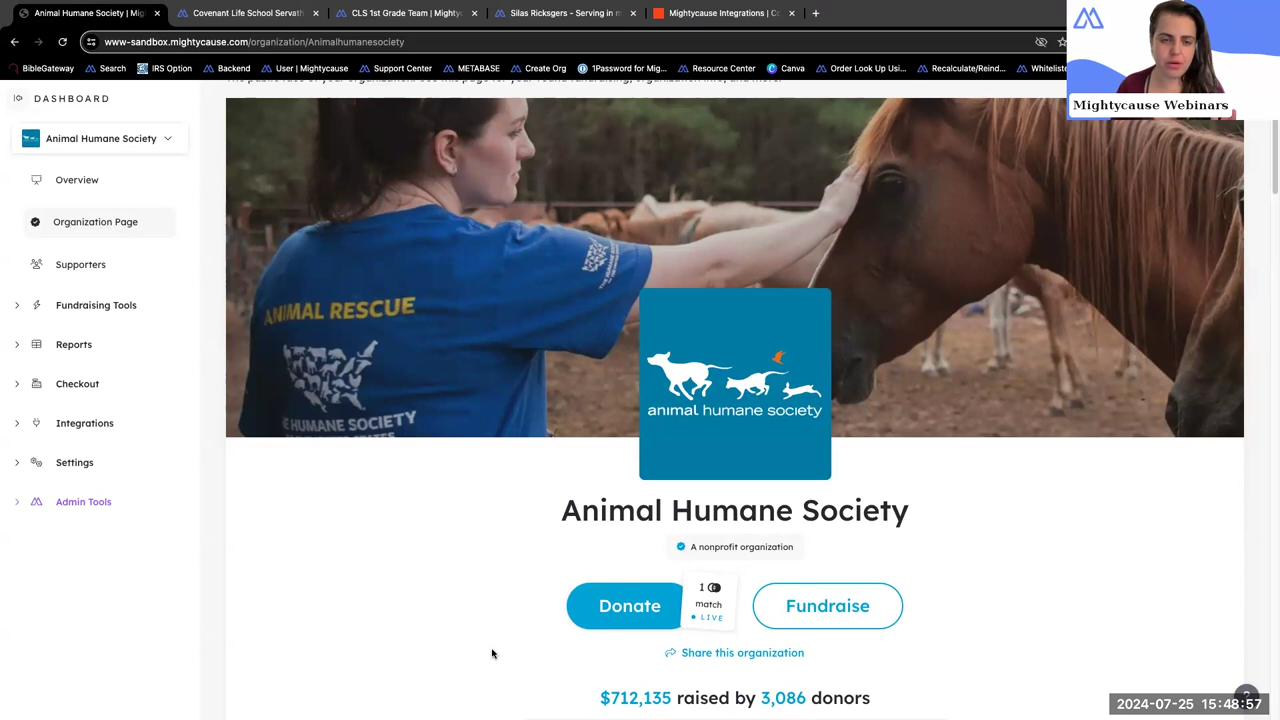 Animal Humane Society | Mig
Covenant Life School Servath
CLS 1st Grade Team | Mightyc
Silas Ricksgers - Serving in m
Mightycause Integrations | Co
www-sandbox.mightycause.com/organization/Animalhumanesociety
BibleGateway
Search
IRS Option
Backend
User | Mightycause
Support Center
METABASE
Create Org
1Password for Mig...
Resource Center
Canva
Order Look Up Usi...
Recalculate/Reind...
Whitelist
Mightycause Webinars
DASHBOARD
Animal Humane Society
Overview
Organization Page
Supporters
Fundraising Tools
Reports
Checkout
Integrations
Settings
Admin Tools
ANIMAL RESCUE
HE HUMANE SOCIETY
animal humane society
Animal Humane Society
A nonprofit organization
Donate
1
match
LIVE
Fundraise
Share this organization
$712,135 raised by 3,086 donors
?
2024-07-25 15:48:57